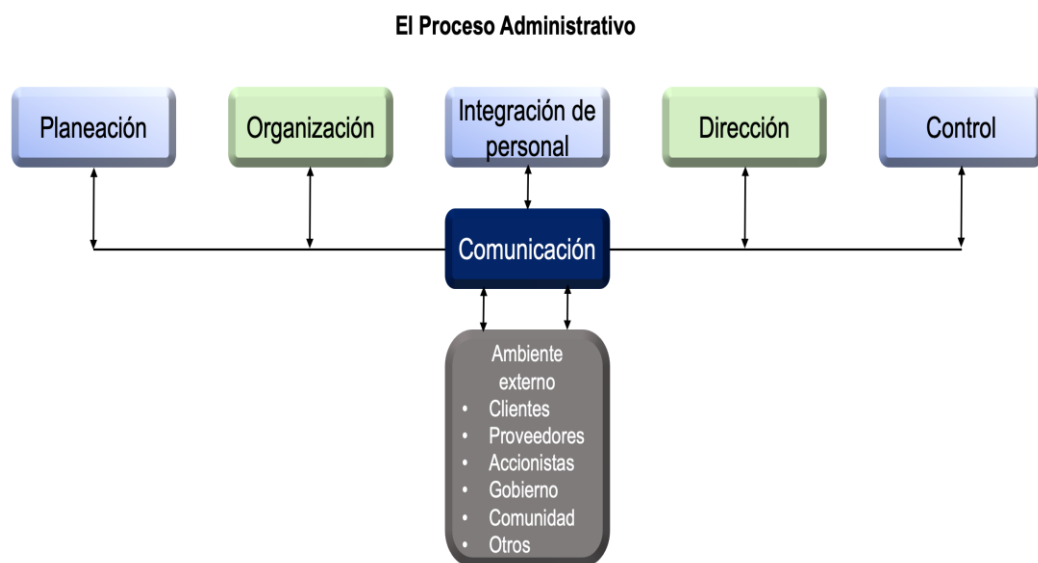 El Proceso Administrativo
Planeación
Organización
Integración de
personal
Dirección
Control
Comunicación
Ambiente
externo
• Clientes
• Proveedores
• Accionistas
• Gobierno
• Comunidad
• Otros